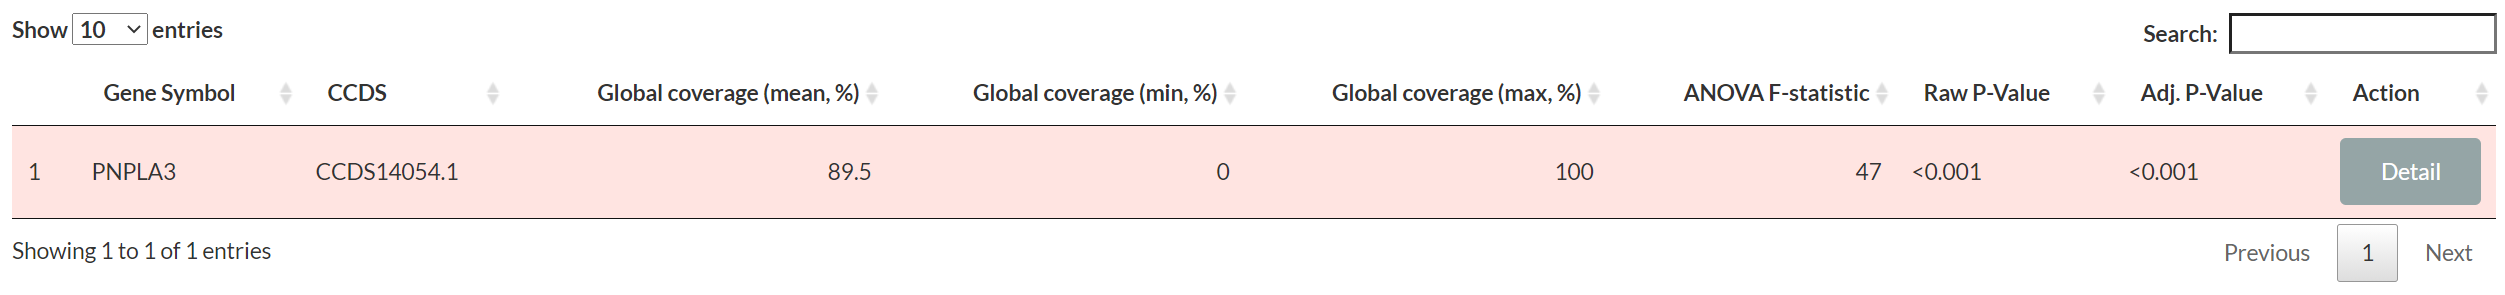 Show 10 entries Search:
Gene Symbol CCDS Global coverage (mean, %) Global coverage (min, %) Global coverage (max, %) ANOVA F-statistic Raw P-Value Adj. P-Value Action
1 PNPLA3 CCDS14054.1 89.5 0 100 47 <0.001 <0.001 Detail
Showing 1 to 1 of 1 entries Previous 1 Next